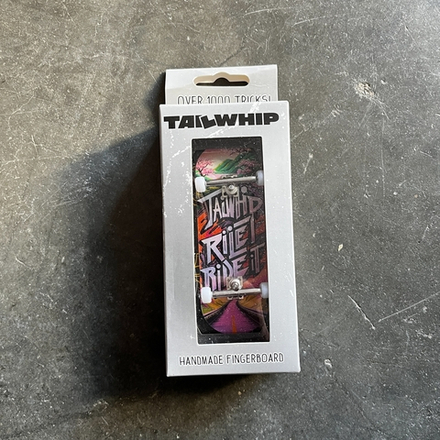 OVER 1000 TRICKS!
TAILWHIP
TAILWHIP
RIDE IT
HANDMADE FINGERBOARD